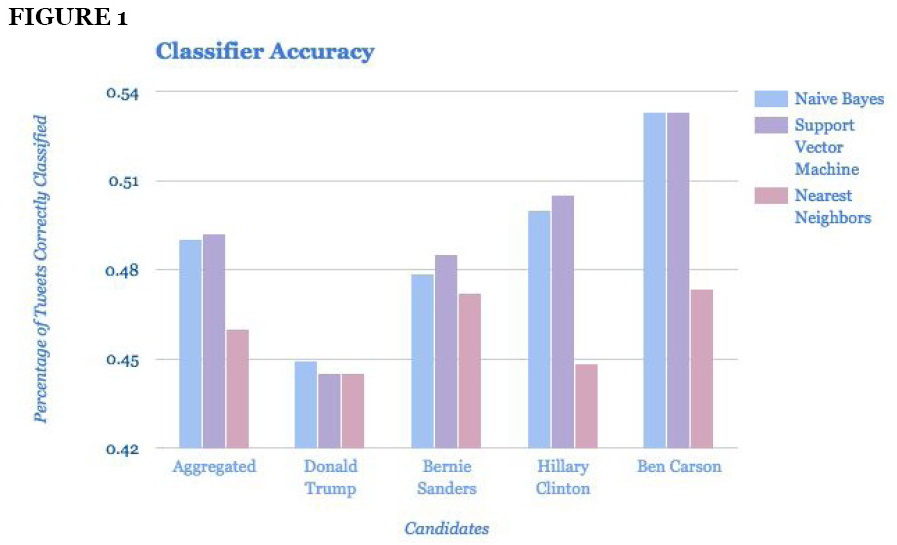 FIGURE 1
Classifier Accuracy
Percentage of Tweets Correctly Classified
0.54
0.51
0.48
0.45
0.42
Naive Bayes
Support
Vector
Machine
Nearest
Neighbors
Aggregated
Donald
Trump
Bernie
Sanders
Hillary
Clinton
Ben Carson
Candidates